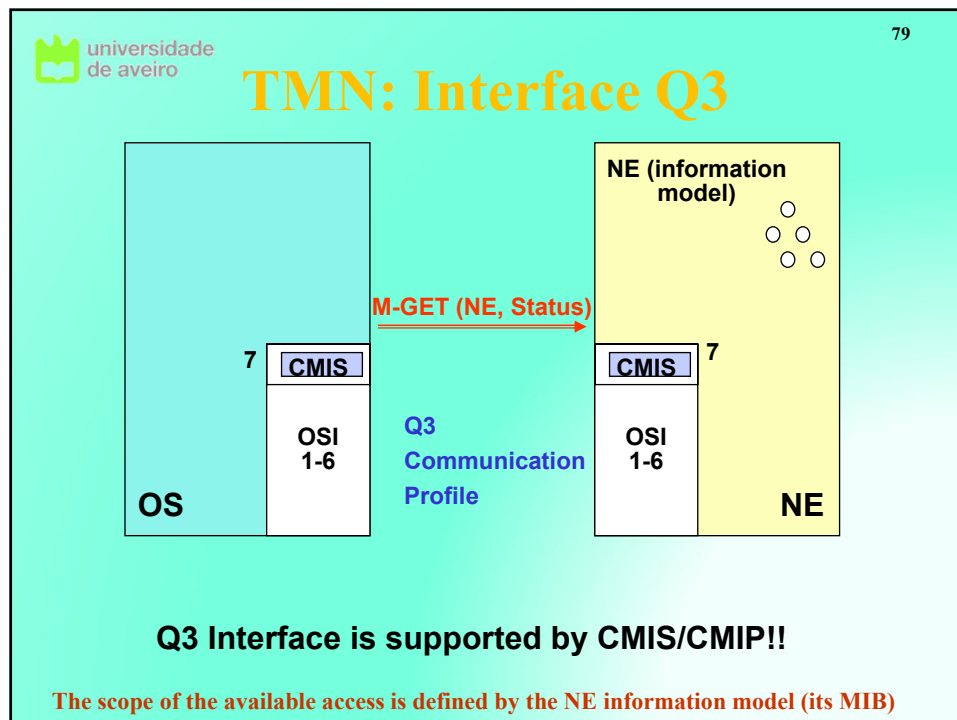 79
universidade
de aveiro
TMN: Interface Q3
NE (information
model)
M-GET (NE, Status)
7
CMIS
7
CMIS
OSI
1-6
Q3
Communication
Profile
OSI
1-6
OS
NE
Q3 Interface is supported by CMIS/CMIP!!
The scope of the available access is defined by the NE information model (its MIB)